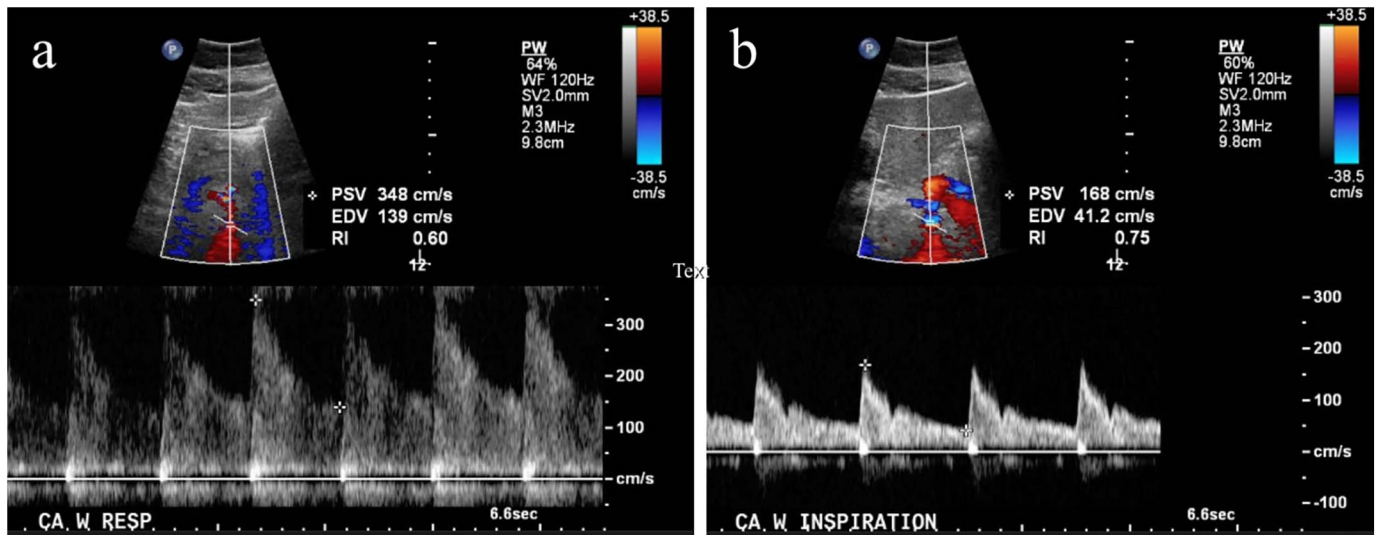 a
P
PW
64%
WF 120Hz
SV2.0mm
M3
2.3MHz
9.8cm
+38.5
-38.5
cm/s
PSV 348 cm/s
EDV 139 cm/s
RI 0.60
12
300
200
100
cm/s
6.6sec
CA W RESP
Text
b
P
PW
60%
WF 120Hz
SV2.0mm
M3
2.3MHz
9.8cm
+38.5
-38.5
cm/s
PSV 168 cm/s
EDV 41.2 cm/s
RI 0.75
12
300
200
100
cm/s
-100
6.6sec
CA W INSPIRATION